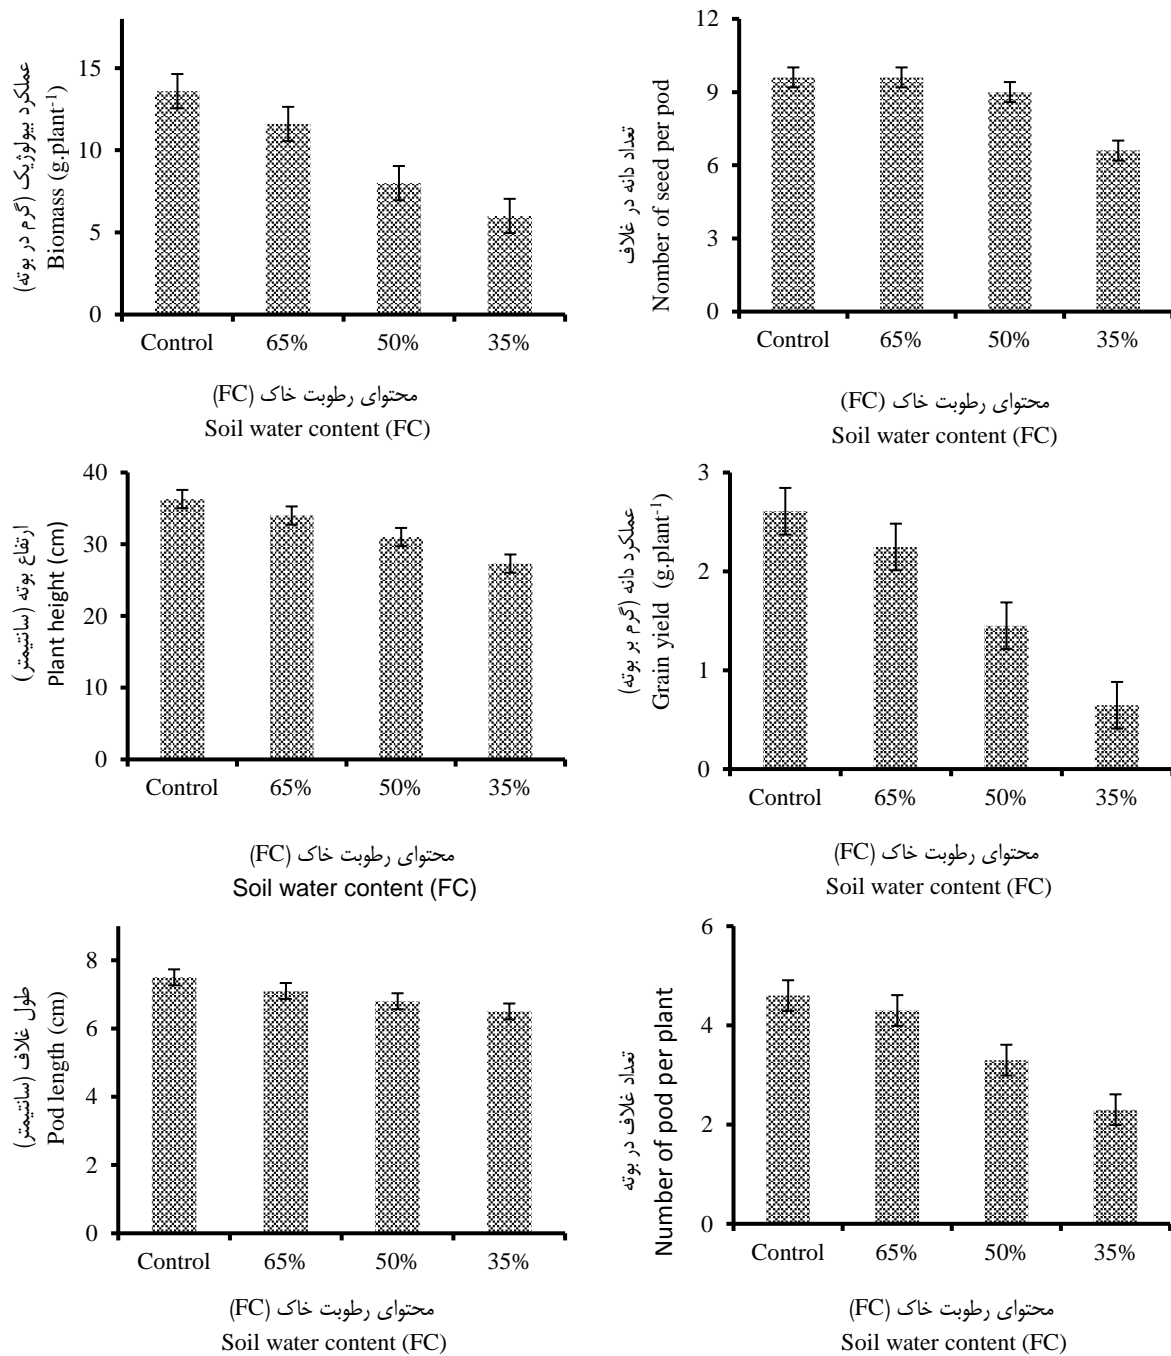 عملکرد بیولوژیک (گرم در بوته)
Biomass (g.plant⁻¹)
15
10
5
0
Control 65% 50% 35%
محتوای رطوبت خاک (FC)
Soil water content (FC)
تعداد دانه در غلاف
Nomber of seed per pod
12
9
6
3
0
Control 65% 50% 35%
محتوای رطوبت خاک (FC)
Soil water content (FC)
ارتفاع بوته (سانتیمتر)
Plant height (cm)
40
30
20
10
0
Control 65% 50% 35%
محتوای رطوبت خاک (FC)
Soil water content (FC)
عملکرد دانه (گرم بر بوته)
Grain yield (g.plant⁻¹)
3
2
1
0
Control 65% 50% 35%
محتوای رطوبت خاک (FC)
Soil water content (FC)
طول غلاف (سانتیمتر)
Pod length (cm)
8
6
4
2
0
Control 65% 50% 35%
محتوای رطوبت خاک (FC)
Soil water content (FC)
تعداد غلاف در بوته
Number of pod per plant
6
4
2
0
Control 65% 50% 35%
محتوای رطوبت خاک (FC)
Soil water content (FC)